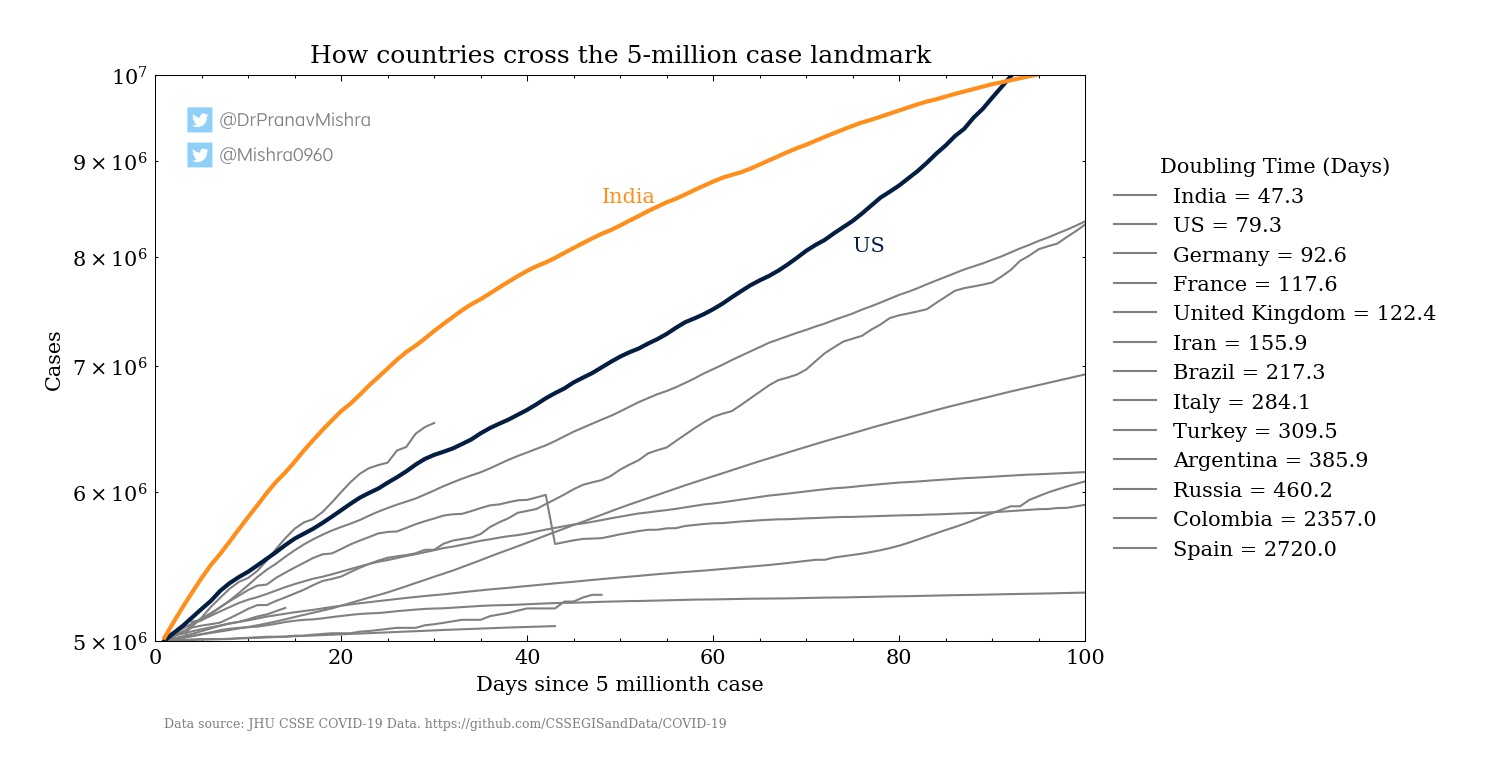 How countries cross the 5-million case landmark
@DrPranavMishra
@Mishra0960
India
US
Cases
10⁷
9 × 10⁶
8 × 10⁶
7 × 10⁶
6 × 10⁶
5 × 10⁶
0 20 40 60 80 100
Days since 5 millionth case
Doubling Time (Days)
India = 47.3
US = 79.3
Germany = 92.6
France = 117.6
United Kingdom = 122.4
Iran = 155.9
Brazil = 217.3
Italy = 284.1
Turkey = 309.5
Argentina = 385.9
Russia = 460.2
Colombia = 2357.0
Spain = 2720.0
Data source: JHU CSSE COVID-19 Data. https://github.com/CSSEGISandData/COVID-19